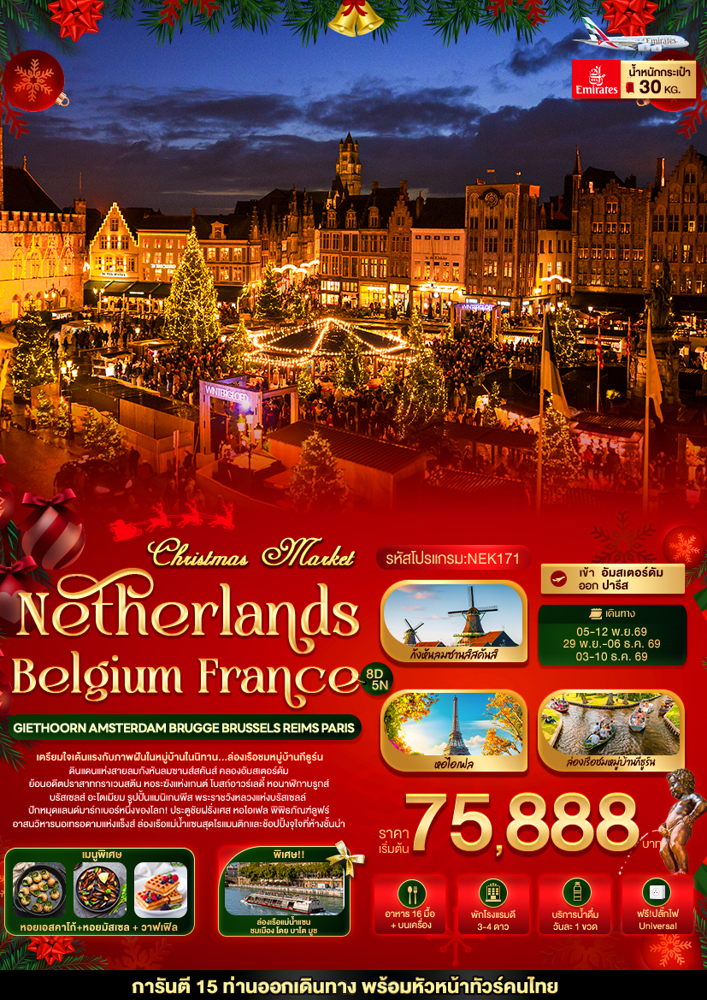 Emirates
Emirates
น้ำหนักกระเป๋า
30 KG.
WINTERGLOED
WINTERGLOED
Christmas Market
Netherlands
Belgium France
8D
5N
GIETHOORN AMSTERDAM BRUGGE BRUSSELS REIMS PARIS
เตรียมใจเต้นแรงกับภาพฝันในหมู่บ้านในนิทาน...ล่องเรือชมหมู่บ้านกีธูร์น
ดินแดนแห่งสายลมกังหันลมซานส์สคันส์ คลองอัมสเตอร์ดัม
ย้อนอดีตปราสาทกราเวนสตีน หอระฆังแห่งเกนต์ โบสถ์อาวร์เลดี้ หอนาฬิกาบรูกส์
บรัสเซลส์ อะโตเมียม รูปปั้นแมนิเกนพีส พระราชวังหลวงแห่งบรัสเซลส์
ปักหมุดแลนด์มาร์กเบอร์หนึ่งของโลก! ประตูชัยฝรั่งเศส หอไอเฟล พิพิธภัณฑ์ลูฟร์
อาสนวิหารนอเทรอดามแห่งแร็งส์ ล่องเรือแม่น้ำแซนสุดโรแมนติกและช้อปปิ้งจุใจที่ห้างชั้นนำ
เมนูพิเศษ
หอยเอสคาโก้+หอยมัสเซล + วาฟเฟิล
พิเศษ!!
ล่องเรือแม่น้ำแซน
ชมเมือง โดย บาโต มูช
รหัสโปรแกรม:NEK171
กังหันลมซานส์สคันส์
เข้า อัมสเตอร์ดัม
ออก ปารีส
เดินทาง
05-12 พ.ย.69
29 พ.ย.-06 ธ.ค. 69
03-10 ธ.ค. 69
หอไอเฟล
ล่องเรือชมหมู่บ้านกีธูร์น
ราคา
เริ่มต้น
75,888
บาท
อาหาร 16 มื้อ
+ บนเครื่อง
พักโรงแรมดี
3-4 ดาว
บริการน้ำดื่ม
วันละ 1 ขวด
ฟรี!ปลั๊กไฟ
Universal
การันตี 15 ท่านออกเดินทาง พร้อมหัวหน้าทัวร์คนไทย